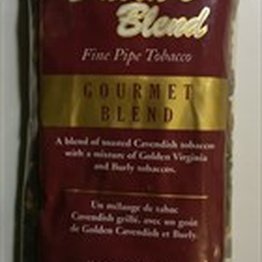 Blend
Fine Pipe Tobacco
GOURMET
BLEND
A blend of toasted Cavendish tobaccos
with a mixture of Golden Virginia
and Burly tobaccos.
Un mélange de tabac
Cavendish grillé, avec un goût
de Golden Cavendish et Burly.